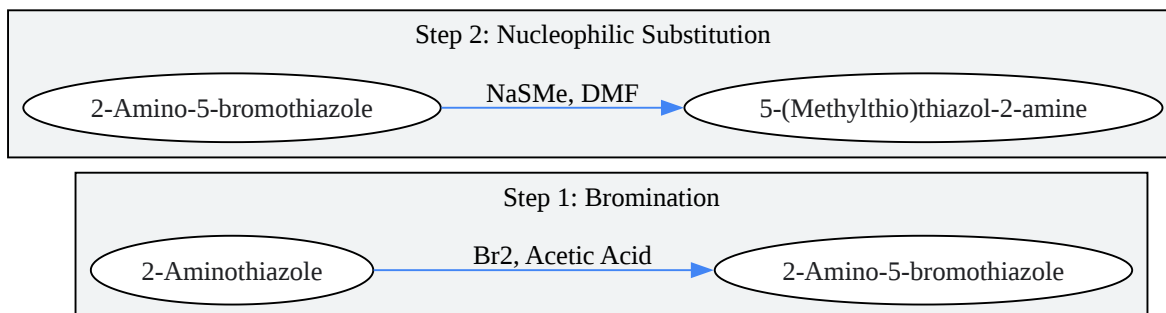 Step 2: Nucleophilic Substitution
2-Amino-5-bromothiazole
NaSMe, DMF
5-(Methylthio)thiazol-2-amine
Step 1: Bromination
2-Aminothiazole
Br2, Acetic Acid
2-Amino-5-bromothiazole